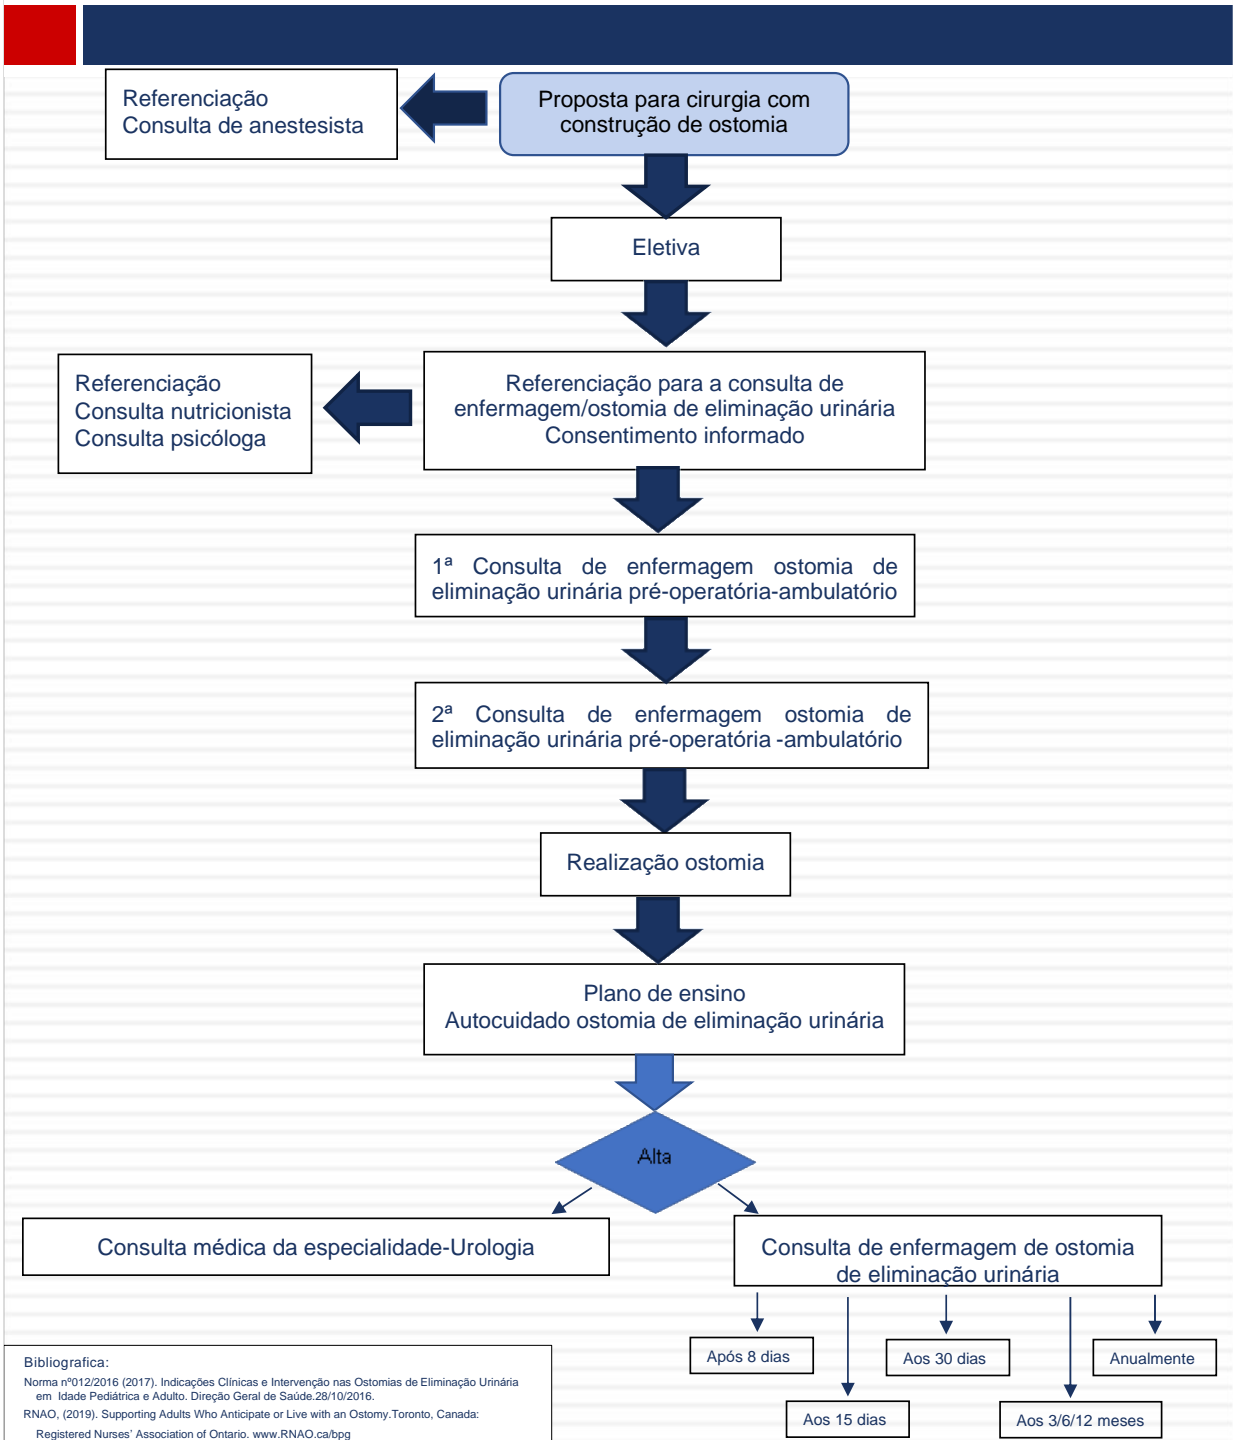 Referenciação
Consulta de anestesista
Proposta para cirurgia com
construção de ostomia
Eletiva
Referenciação
Consulta nutricionista
Consulta psicóloga
Referenciação para a consulta de
enfermagem/ostomia de eliminação urinária
Consentimento informado
1ª Consulta de enfermagem ostomia de
eliminação urinária pré-operatória-ambulatório
2ª Consulta de enfermagem ostomia de
eliminação urinária pré-operatória -ambulatório
Realização ostomia
Plano de ensino
Autocuidado ostomia de eliminação urinária
Alta
Consulta médica da especialidade-Urologia
Consulta de enfermagem de ostomia
de eliminação urinária
Após 8 dias
Aos 30 dias
Anualmente
Aos 15 dias
Aos 3/6/12 meses
Bibliografica:
Norma nº012/2016 (2017). Indicações Clínicas e Intervenção nas Ostomias de Eliminação Urinária
em Idade Pediátrica e Adulto. Direção Geral de Saúde.28/10/2016.
RNAO, (2019). Supporting Adults Who Anticipate or Live with an Ostomy.Toronto, Canada:
Registered Nurses' Association of Ontario. www.RNAO.ca/bpg